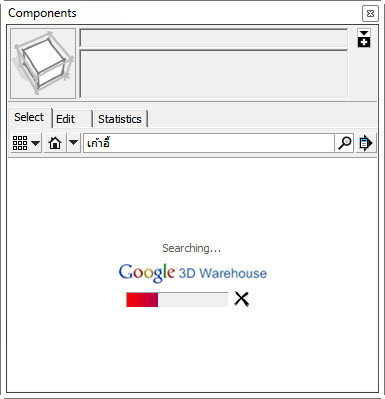 Components
Select Edit Statistics
เก้าอี้
Searching...
Google 3D Warehouse